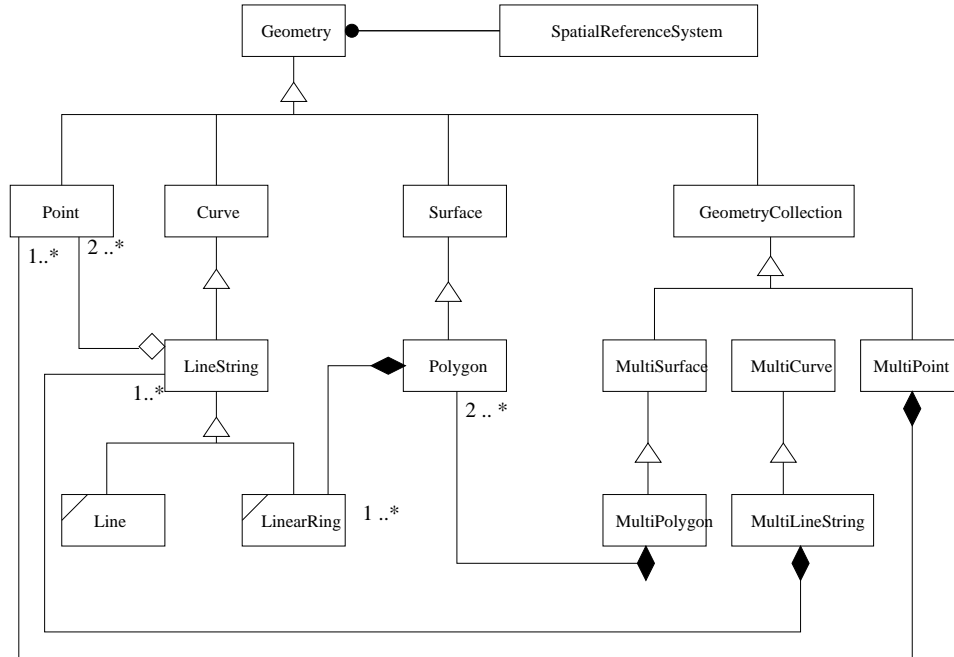 Geometry
SpatialReferenceSystem
Point
Curve
Surface
GeometryCollection
1..*
2 ..*
LineString
Polygon
MultiSurface
MultiCurve
MultiPoint
1..*
2 .. *
Line
LinearRing
1 ..*
MultiPolygon
MultiLineString